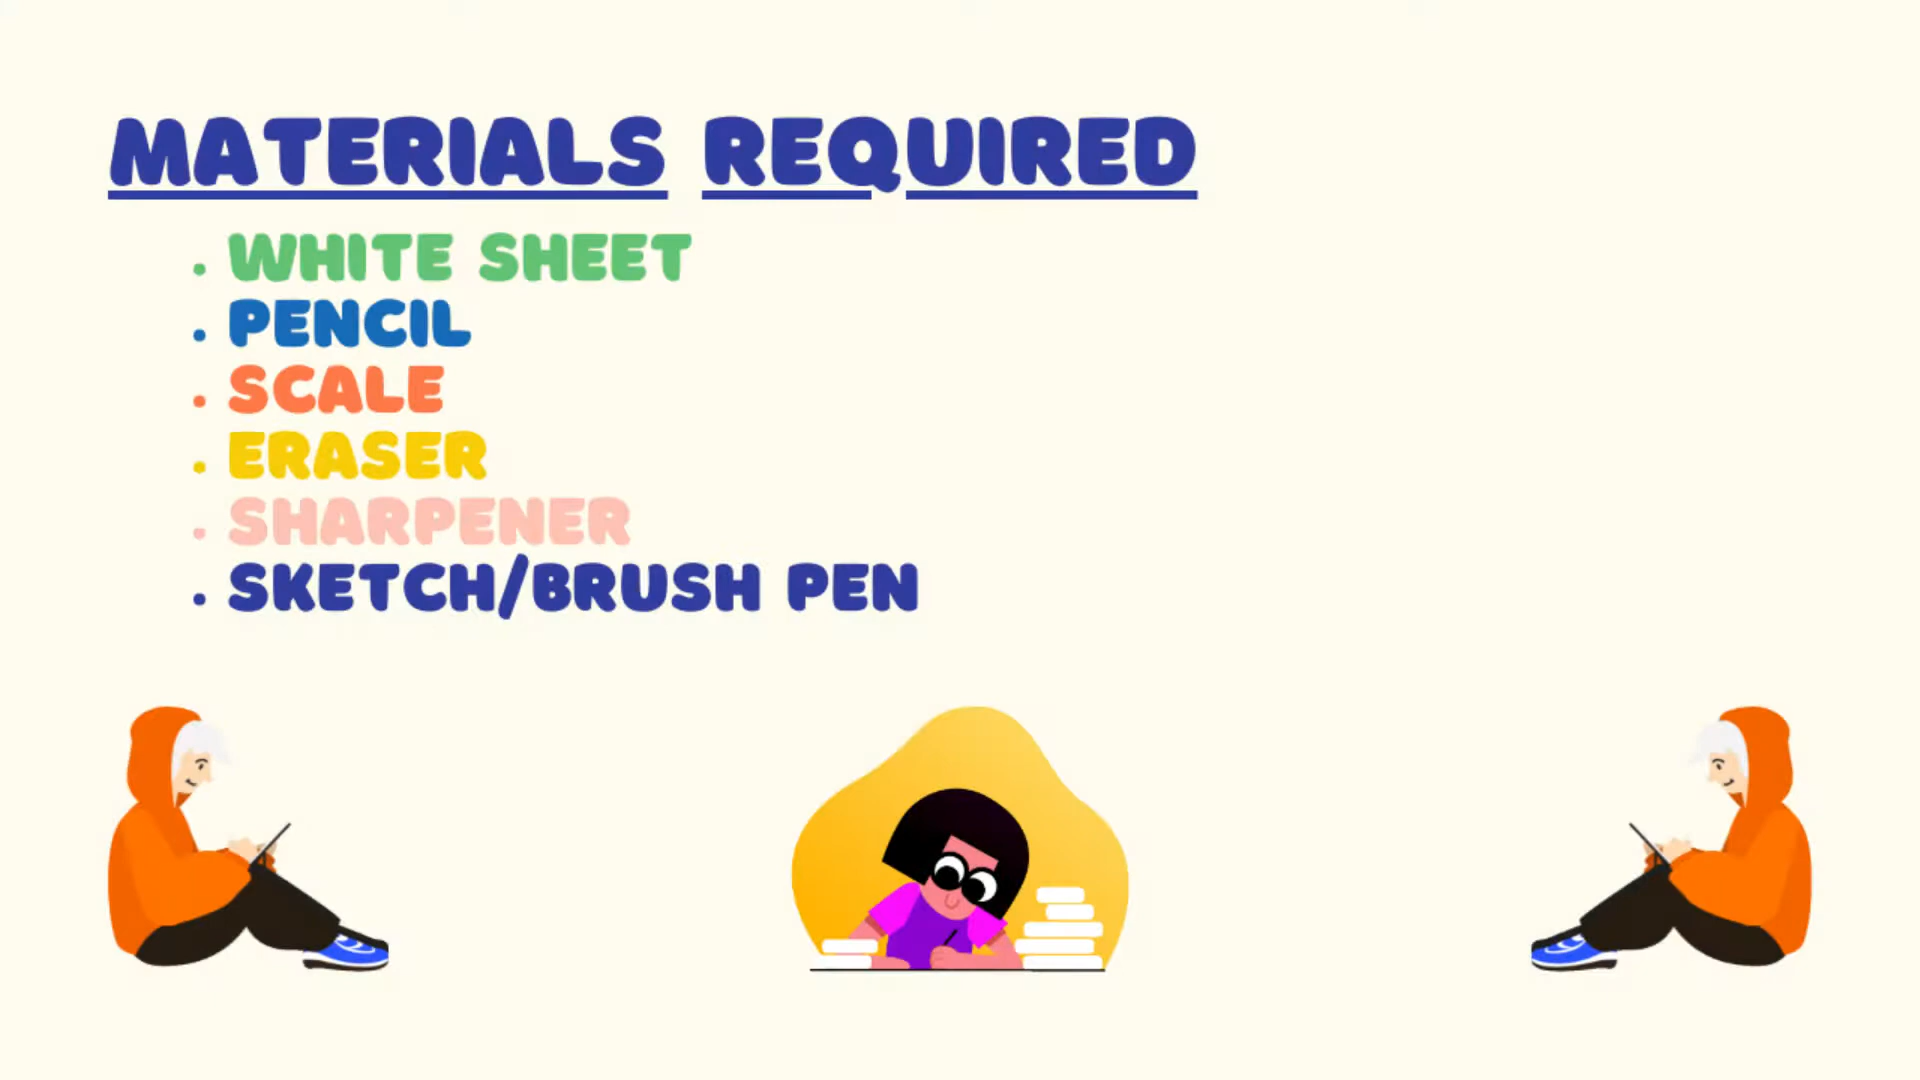 MATERIALS REQUIRED
• WHITE SHEET
• PENCIL
• SCALE
• ERASER
• SHARPENER
• SKETCH/BRUSH PEN